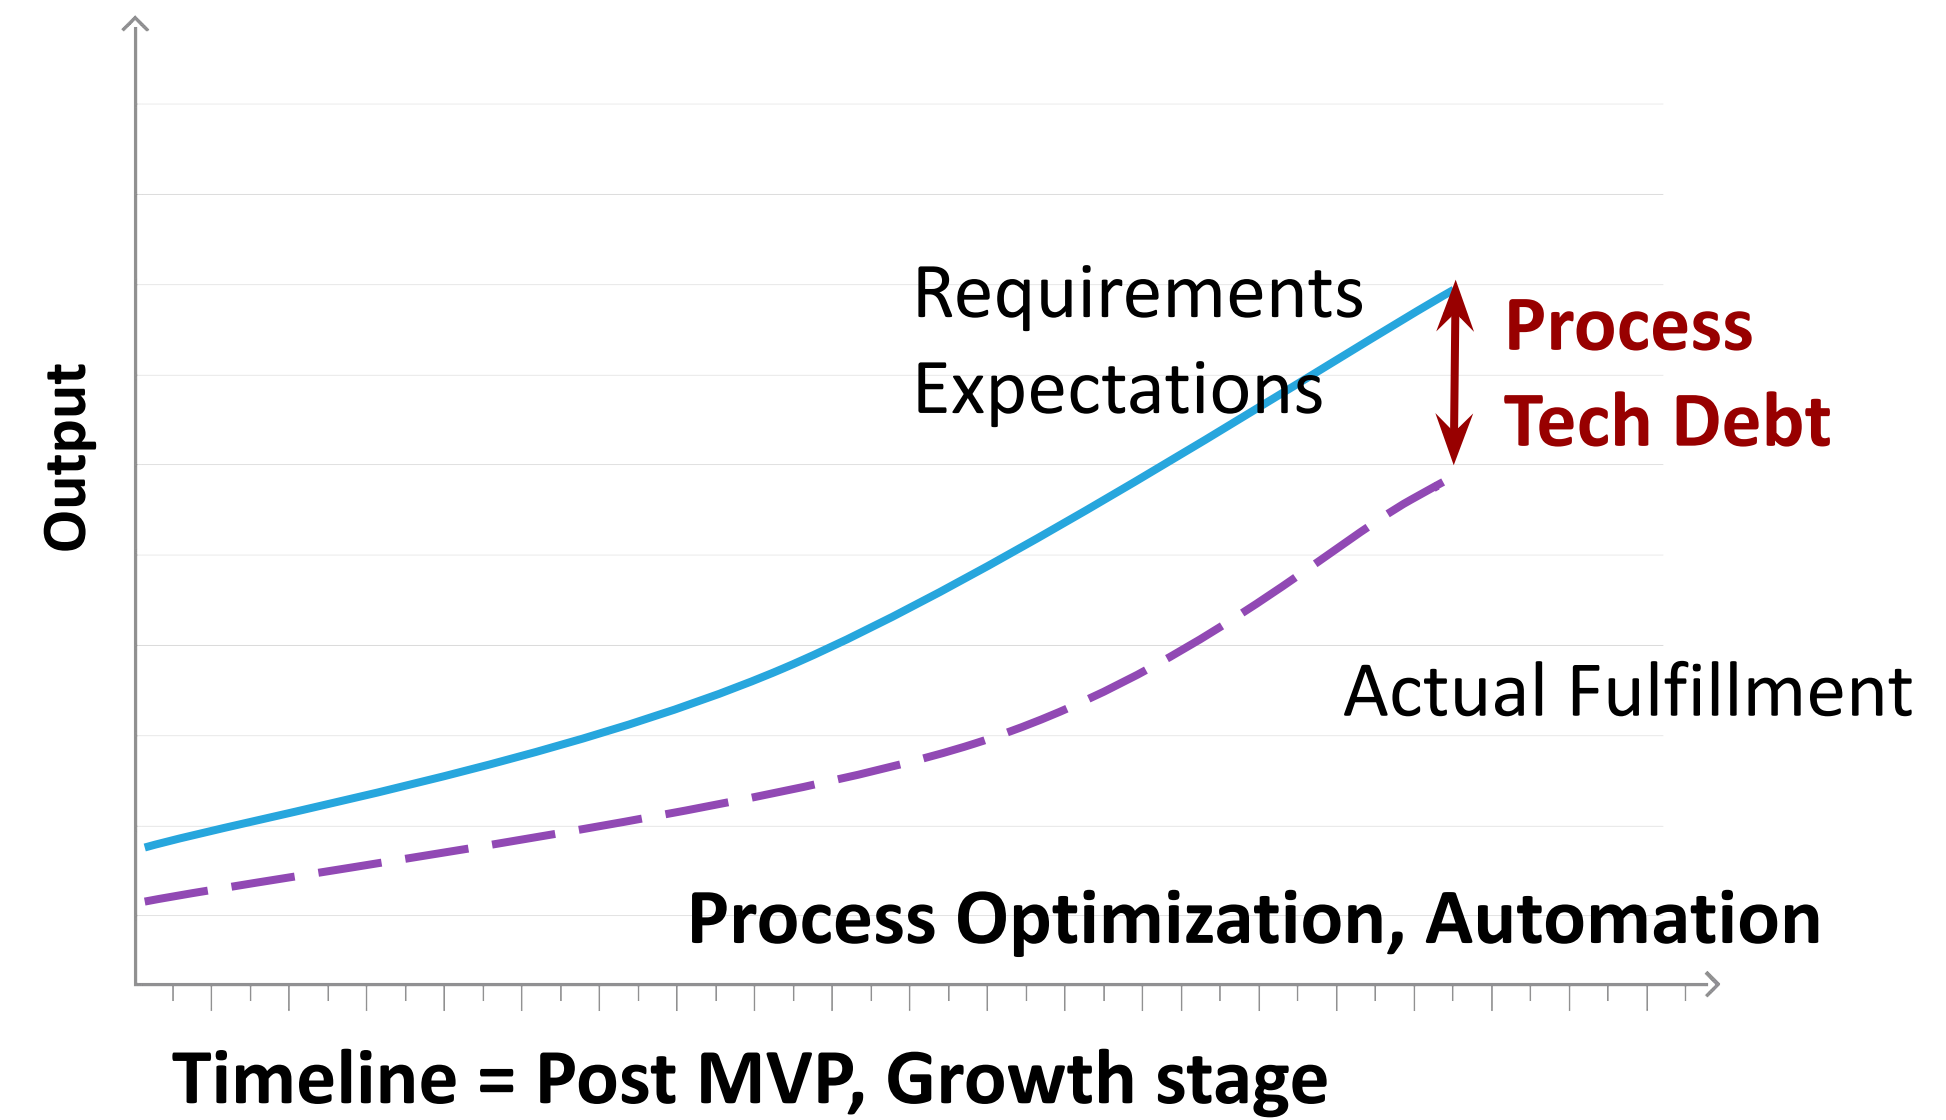 Requirements
Expectations
Process
Tech Debt
Output
Actual Fulfillment
Process Optimization, Automation
Timeline = Post MVP, Growth stage